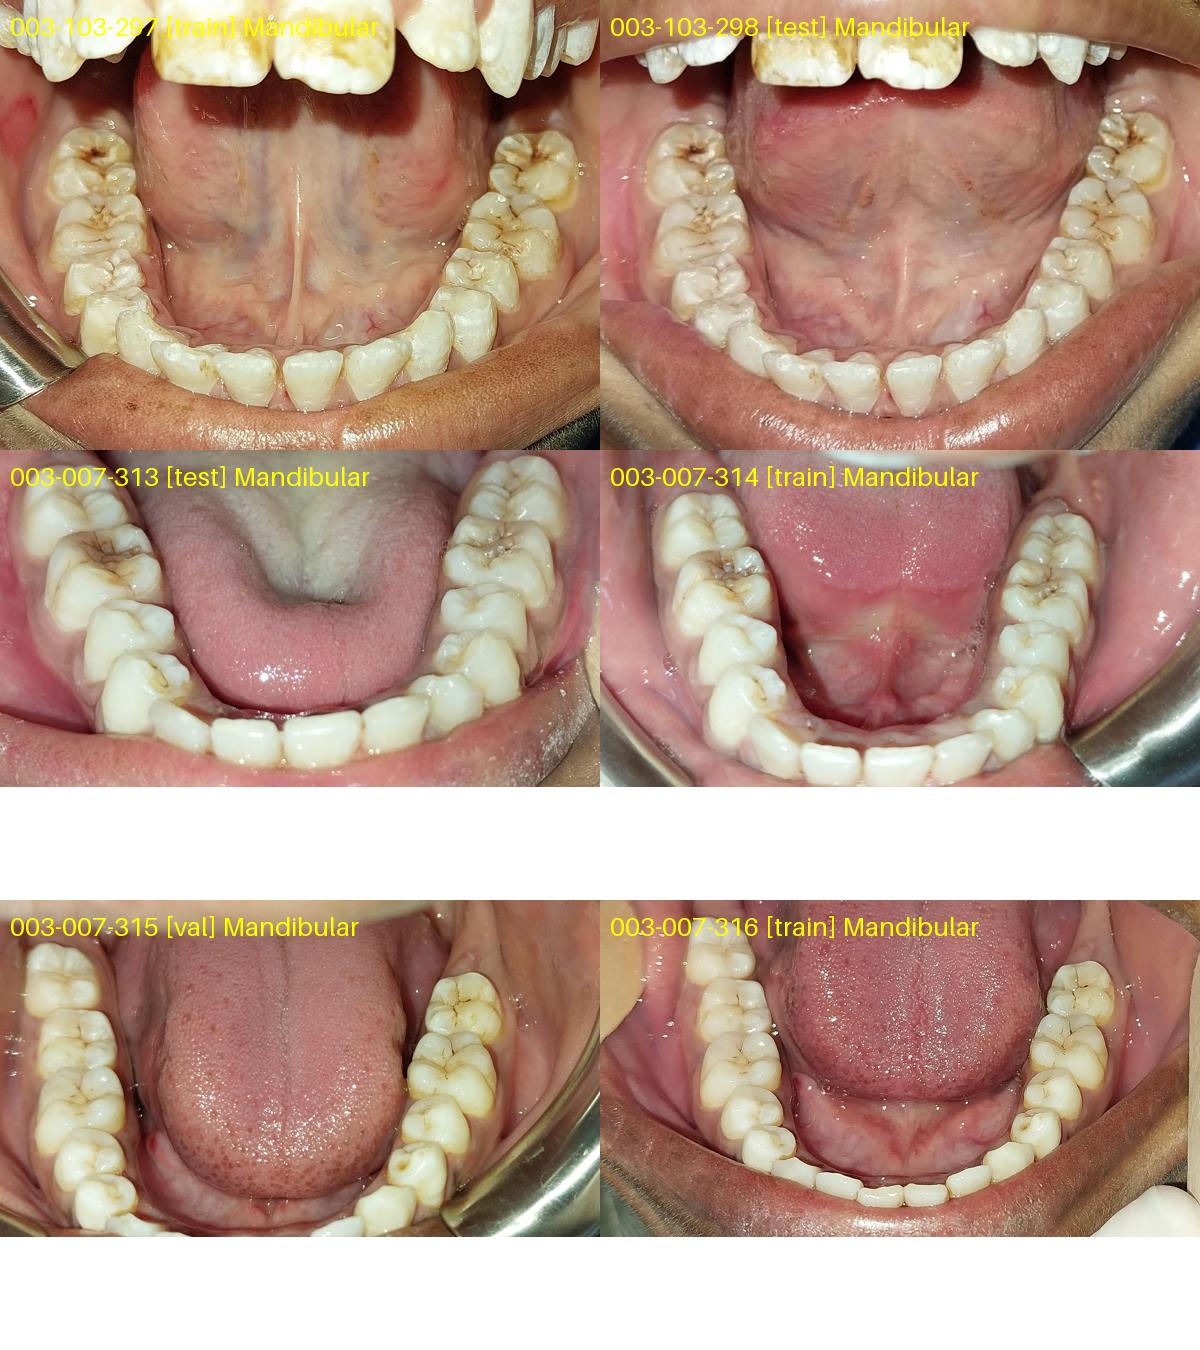 003-103-297 [train] Mandibular
003-103-298 [test] Mandibular
003-007-313 [test] Mandibular
003-007-314 [train] Mandibular
003-007-315 [val] Mandibular
003-007-316 [train] Mandibular